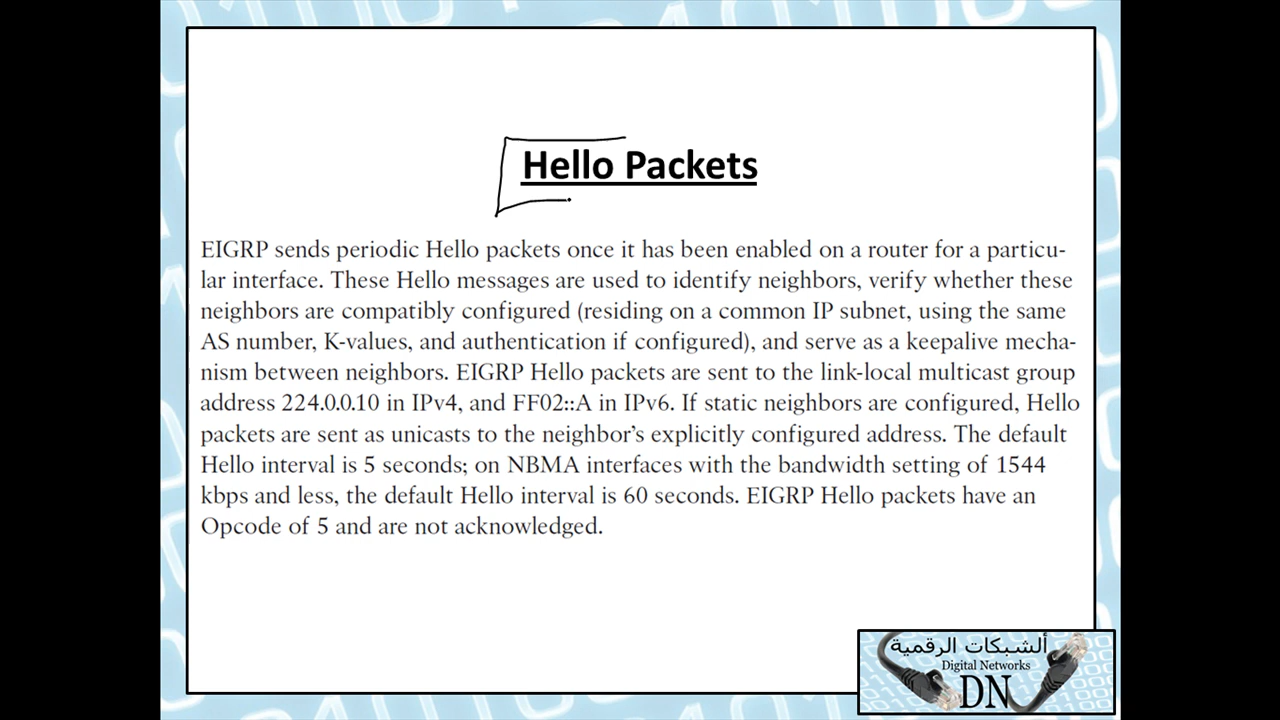 Hello Packets
EIGRP sends periodic Hello packets once it has been enabled on a router for a particu-
lar interface. These Hello messages are used to identify neighbors, verify whether these
neighbors are compatibly configured (residing on a common IP subnet, using the same
AS number, K-values, and authentication if configured), and serve as a keepalive mecha-
nism between neighbors. EIGRP Hello packets are sent to the link-local multicast group
address 224.0.0.10 in IPv4, and FF02::A in IPv6. If static neighbors are configured, Hello
packets are sent as unicasts to the neighbor’s explicitly configured address. The default
Hello interval is 5 seconds; on NBMA interfaces with the bandwidth setting of 1544
kbps and less, the default Hello interval is 60 seconds. EIGRP Hello packets have an
Opcode of 5 and are not acknowledged.
ألشبكات الرقمية
Digital Networks
DN